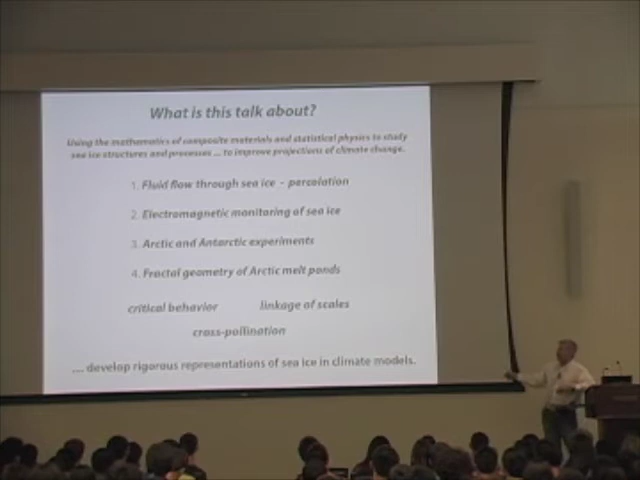 What is this talk about?
Using the mathematics of composite materials and statistical physics to study
sea ice structures and processes ... to improve projections of climate change.
1. Fluid flow through sea ice - percolation
2. Electromagnetic monitoring of sea ice
3. Arctic and Antarctic experiments
4. Fractal geometry of Arctic melt ponds
critical behavior linkage of scales
cross-pollination
.... develop rigorous representations of sea ice in climate models.